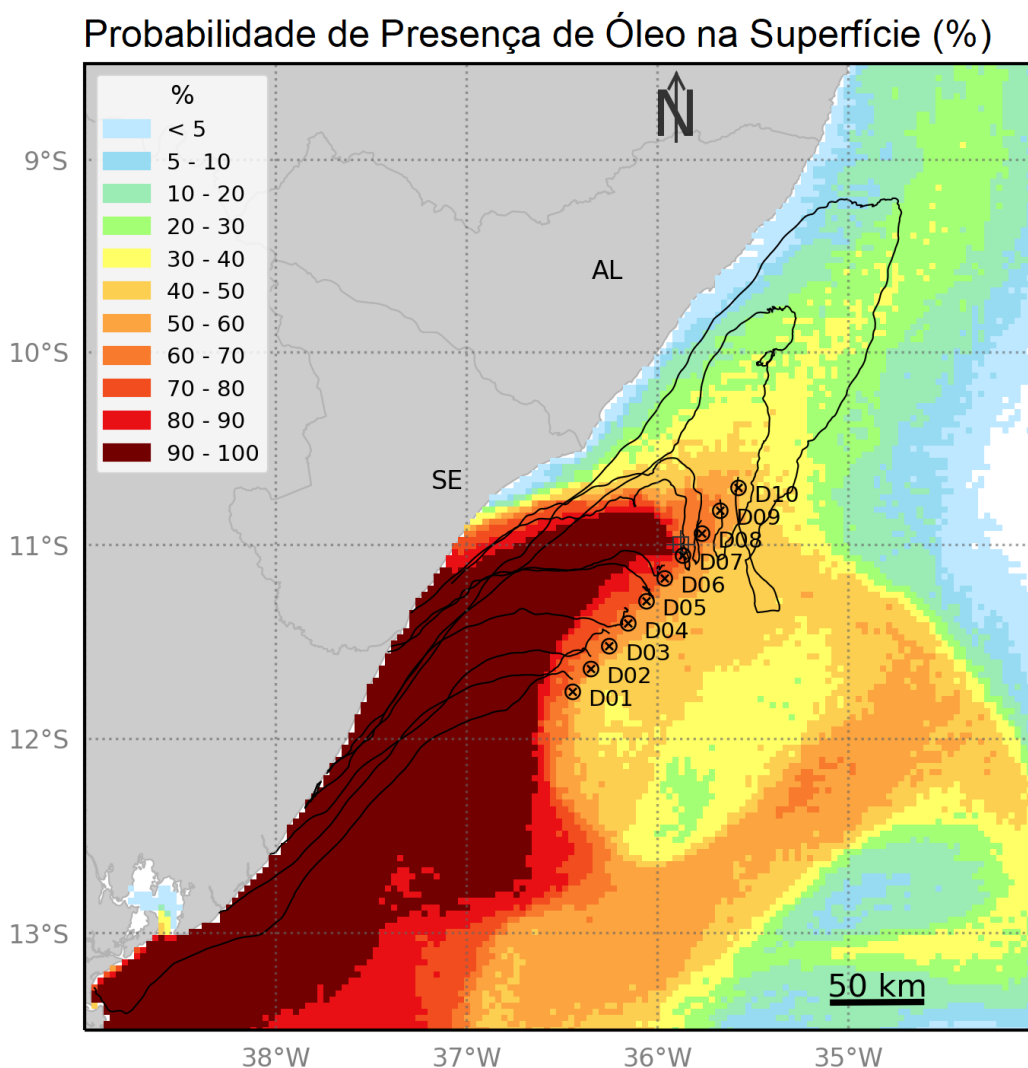 Probabilidade de Presença de Óleo na Superfície (%)
%
< 5
5 - 10
10 - 20
20 - 30
30 - 40
40 - 50
50 - 60
60 - 70
70 - 80
80 - 90
90 - 100
N
9°S
10°S
11°S
12°S
13°S
AL
SE
D10
D09
D08
D07
D06
D05
D04
D03
D02
D01
50 km
38°W
37°W
36°W
35°W